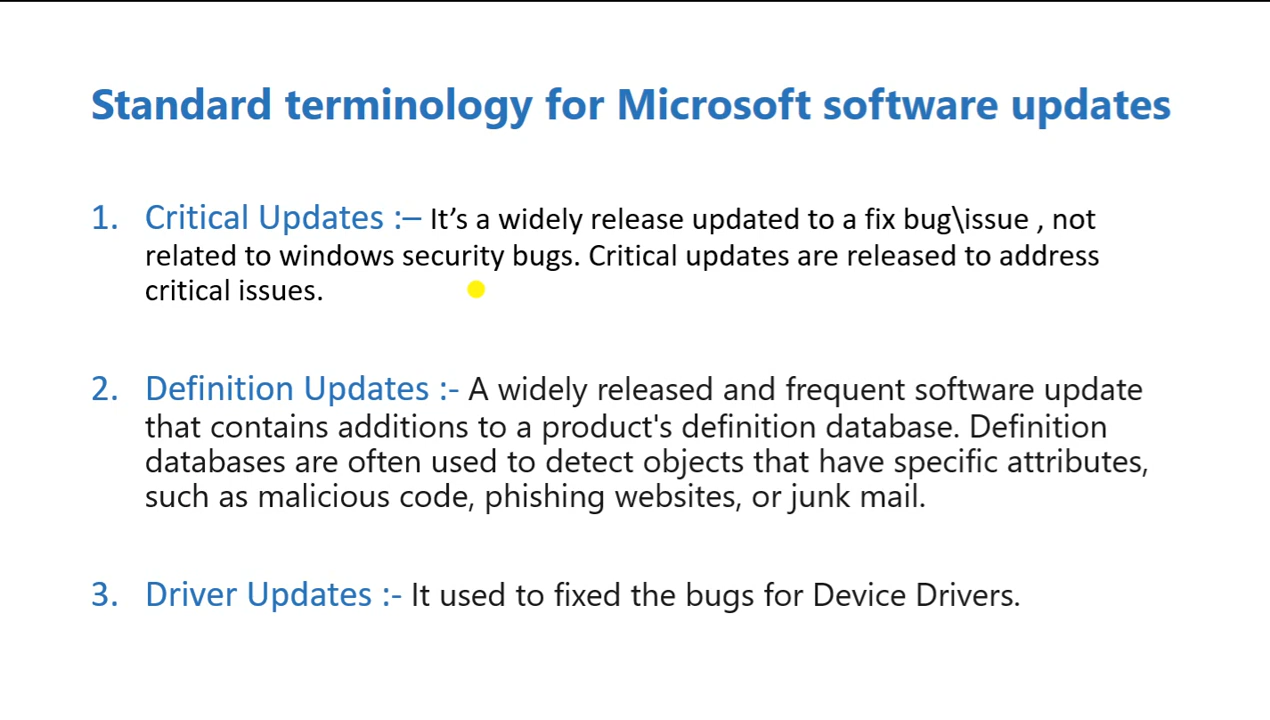 Standard terminology for Microsoft software updates
1. Critical Updates :– It’s a widely release updated to a fix bug\issue , not
related to windows security bugs. Critical updates are released to address
critical issues.
2. Definition Updates :- A widely released and frequent software update
that contains additions to a product's definition database. Definition
databases are often used to detect objects that have specific attributes,
such as malicious code, phishing websites, or junk mail.
3. Driver Updates :- It used to fixed the bugs for Device Drivers.